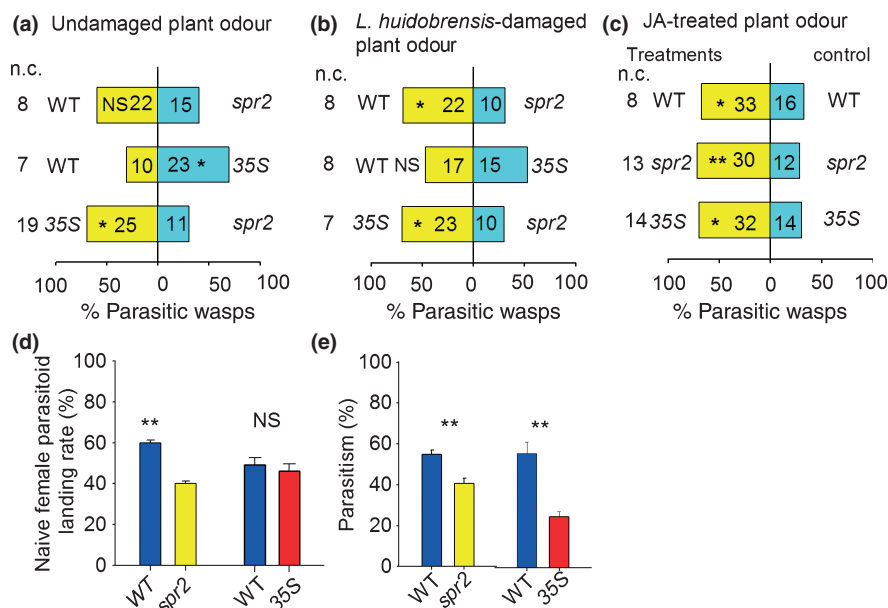 (a) Undamaged plant odour
n.c.
8 WT NS 22 15 spr2
7 WT 10 23 * 35S
19 35S * 25 11 spr2
100 50 0 50 100
% Parasitic wasps
(b) L. huidobrensis-damaged
plant odour
n.c.
8 WT * 22 10 spr2
8 WT NS 17 15 35S
7 35S * 23 10 spr2
100 50 0 50 100
% Parasitic wasps
(c) JA-treated plant odour
Treatments control
n.c.
8 WT * 33 16 WT
13 spr2 ** 30 12 spr2
14 35S * 32 14 35S
100 50 0 50 100
% Parasitic wasps
(d)
Naive female parasitoid
landing rate (%)
100
80
60
40
20
0
** NS
WT spr2 WT 35S
(e)
Parasitism (%)
100
80
60
40
20
0
** **
WT spr2 WT 35S